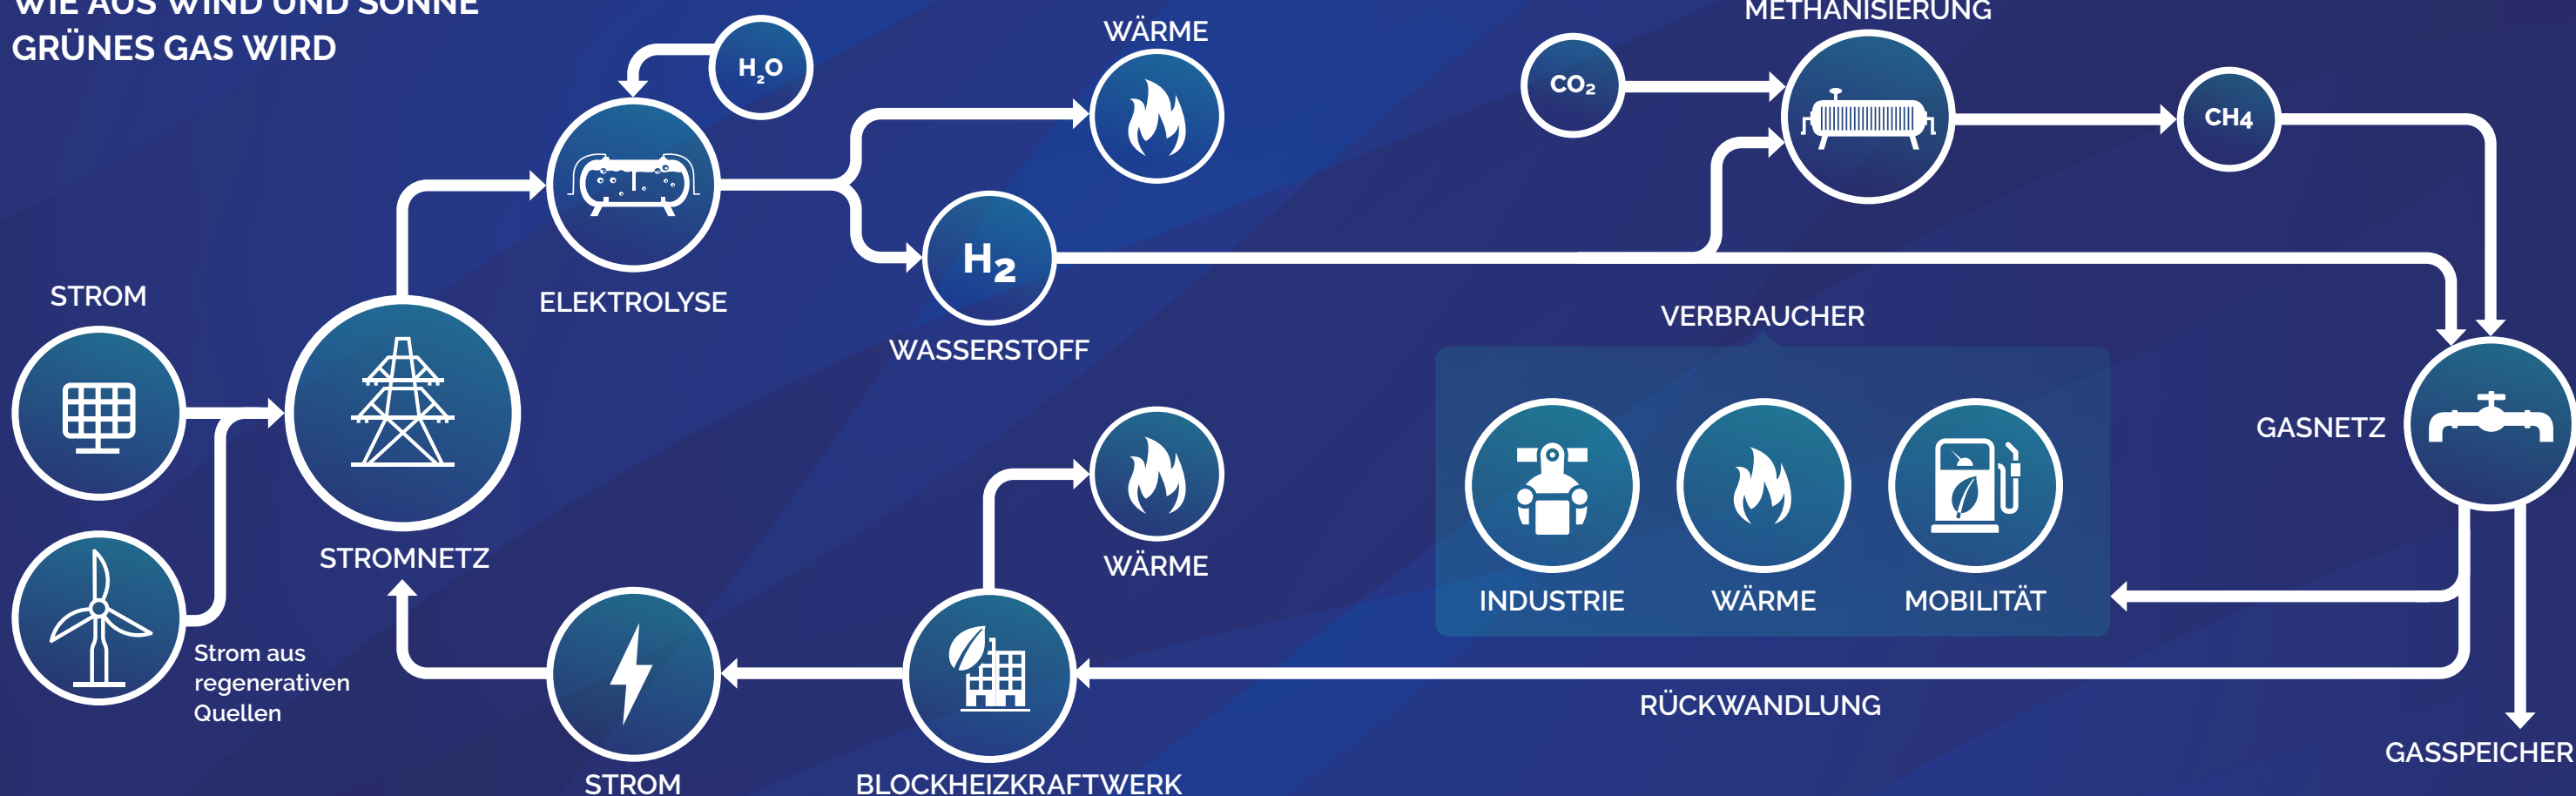 WIE AUS WIND UND SONNE
GRÜNES GAS WIRD
H₂O
WÄRME
METHANISIERUNG
CO₂
CH4
ELEKTROLYSE
H₂
WASSERSTOFF
STROM
STROMNETZ
Strom aus
regenerativen
Quellen
WÄRME
VERBRAUCHER
INDUSTRIE
WÄRME
MOBILITÄT
GASNETZ
RÜCKWANDLUNG
STROM
BLOCKHEIZKRAFTWERK
GASSPEICHER